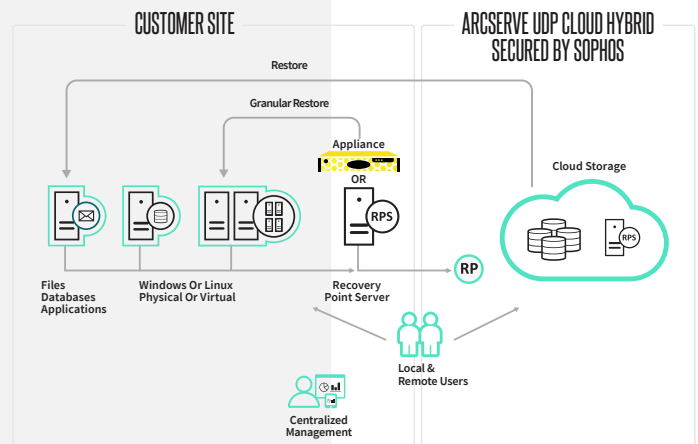 CUSTOMER SITE
ARCSERVE UDP CLOUD HYBRID
SECURED BY SOPHOS
Restore
Granular Restore
Appliance
OR
RPS
Cloud Storage
RPS
RP
Files
Databases
Applications
Windows Or Linux
Physical Or Virtual
Recovery
Point Server
Local &
Remote Users
Centralized
Management